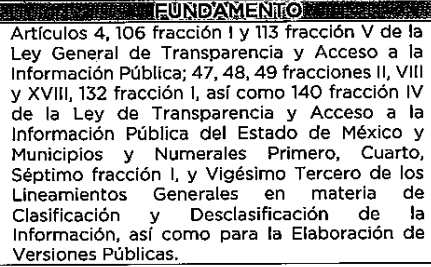 FUNDAMENTO
Artículos 4, 106 fracción I y 113 fracción V de la
Ley General de Transparencia y Acceso a la
Información Pública; 47, 48, 49 fracciones II, VIII
y XVIII, 132 fracción I, así como 140 fracción IV
de la Ley de Transparencia y Acceso a la
Información Pública del Estado de México y
Municipios y Numerales Primero, Cuarto,
Séptimo fracción I, y Vigésimo Tercero de los
Lineamientos Generales en materia de
Clasificación y Desclasificación de la
Información, así como para la Elaboración de
Versiones Públicas.